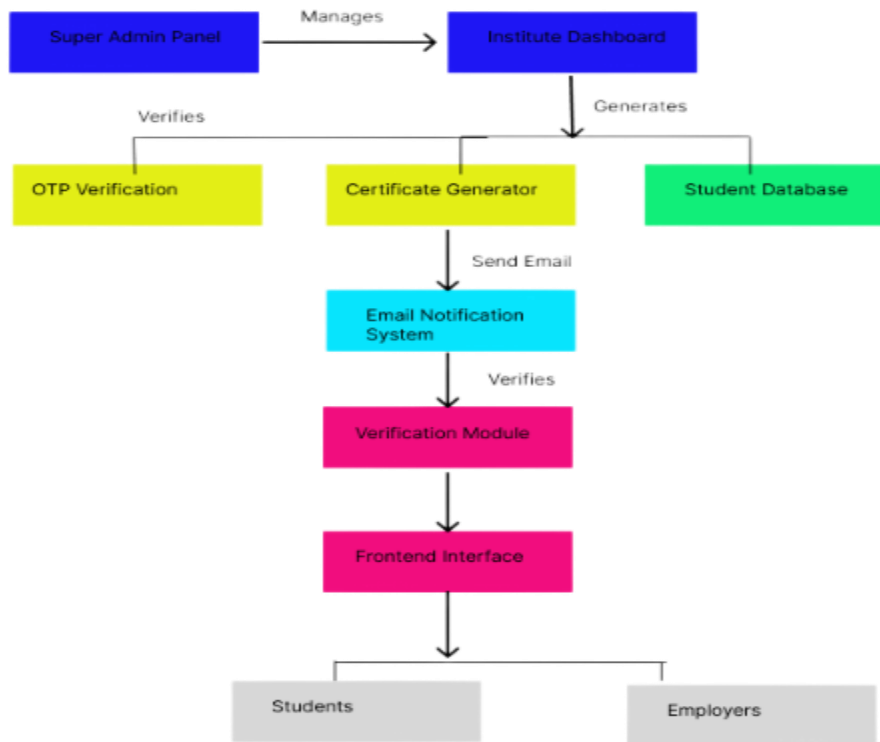 Manages
Super Admin Panel
Institute Dashboard
Generates
Verifies
OTP Verification
Certificate Generator
Student Database
Send Email
Email Notification
System
Verifies
Verification Module
Frontend Interface
Students
Employers